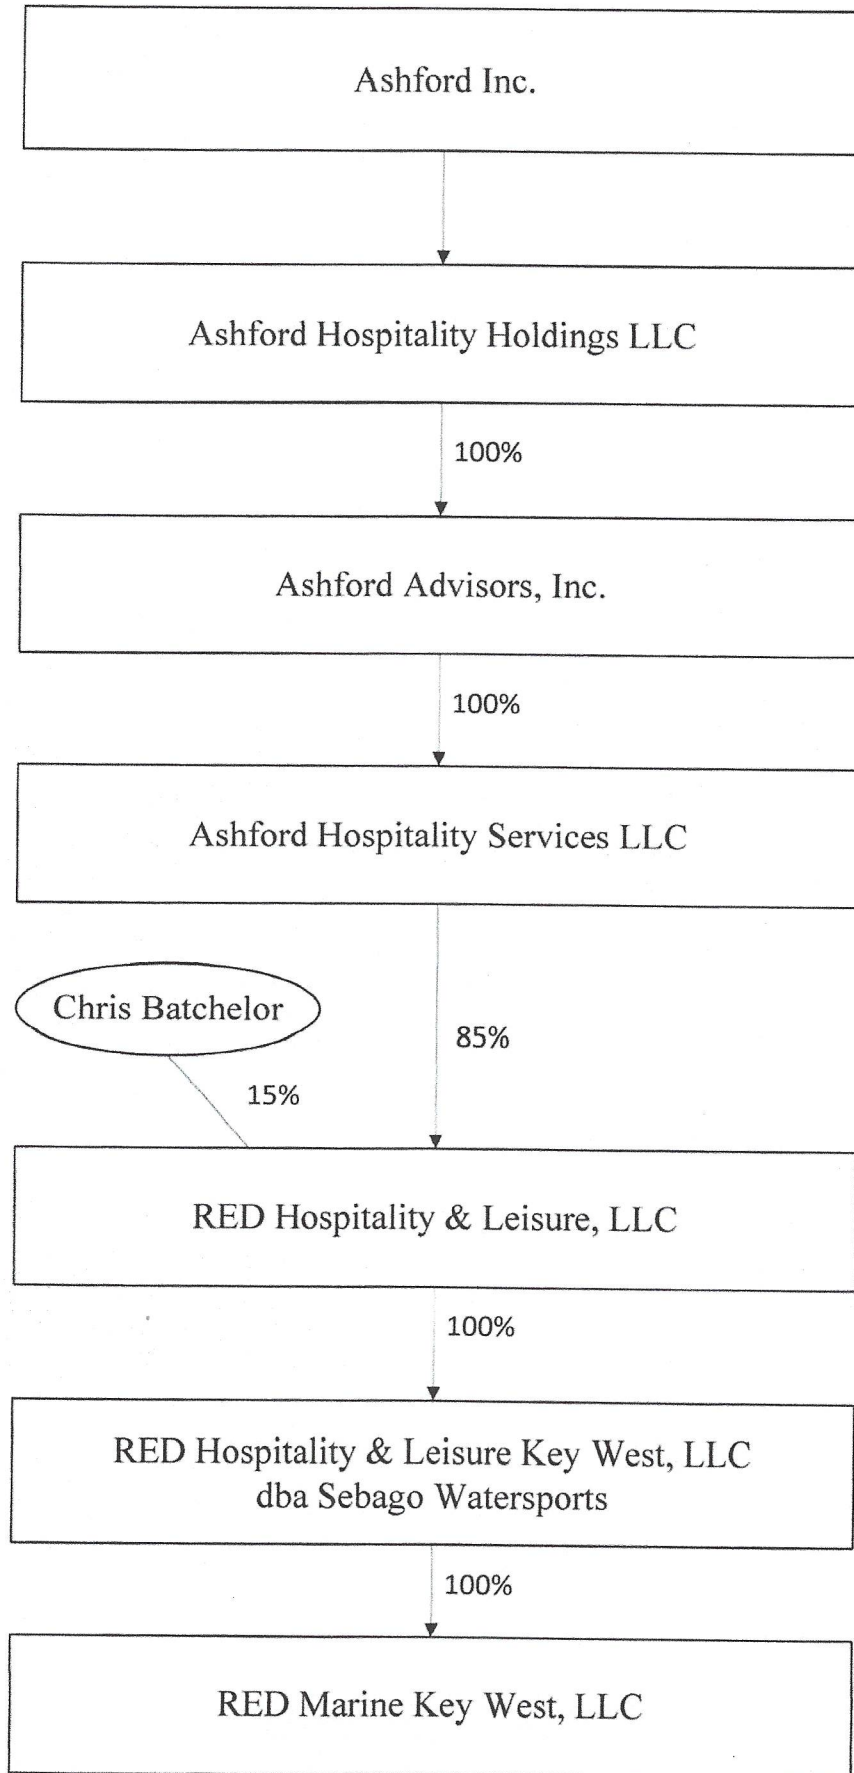 Ashford Inc.
Ashford Hospitality Holdings LLC
100%
Ashford Advisors, Inc.
100%
Ashford Hospitality Services LLC
Chris Batchelor
85%
15%
RED Hospitality & Leisure, LLC
100%
RED Hospitality & Leisure Key West, LLC
dba Sebago Watersports
100%
RED Marine Key West, LLC